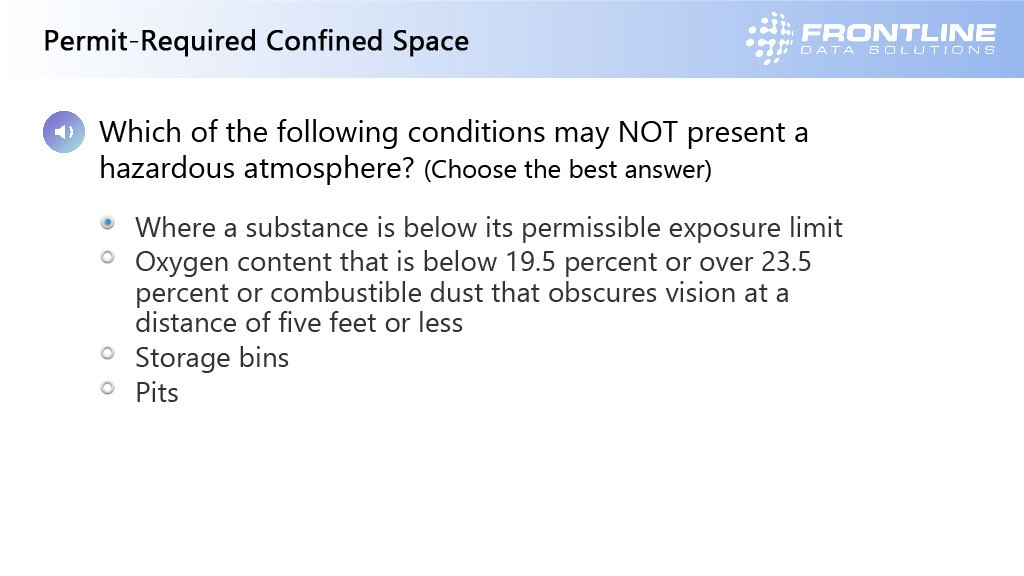 Permit-Required Confined Space
FRONTLINE
DATA SOLUTIONS
Which of the following conditions may NOT present a
hazardous atmosphere? (Choose the best answer)
Where a substance is below its permissible exposure limit
Oxygen content that is below 19.5 percent or over 23.5
percent or combustible dust that obscures vision at a
distance of five feet or less
Storage bins
Pits